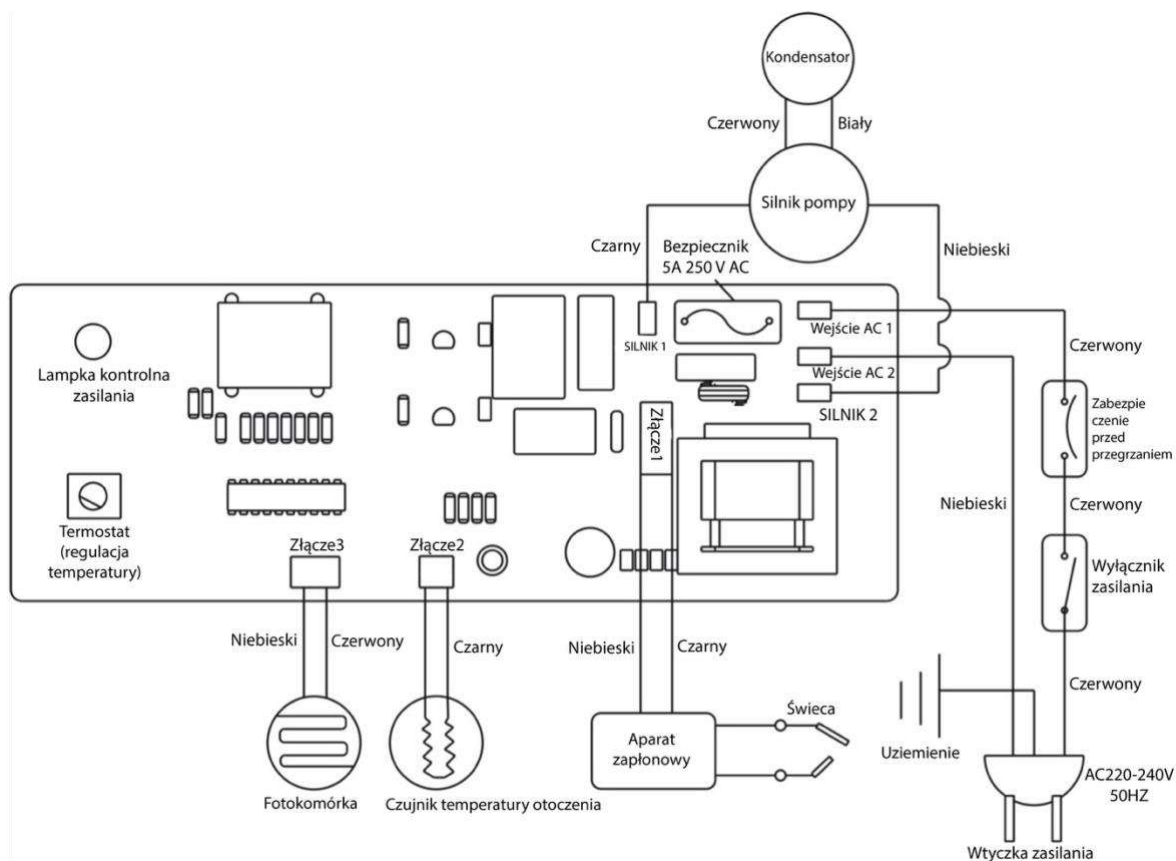 Kondensator
Czerwony
Biały
Silnik pompy
Czarny
Niebieski
Bezpiecznik
5A 250 V AC
SILNIK 1
Wejście AC 1
Wejście AC 2
SILNIK 2
Lampka kontrolna
zasilania
Złącze1
Termostat
(regulacja
temperatury)
Złącze3
Złącze2
Czerwony
Zabezpie
czenie
przed
przegrzaniem
Niebieski
Czerwony
Wyłącznik
zasilania
Niebieski
Czerwony
Czarny
Niebieski
Czarny
Czerwony
Fotokomórka
Czujnik temperatury otoczenia
Aparat
zapłonowy
Świeca
Uziemienie
AC220-240V
50HZ
Wtyczka zasilania